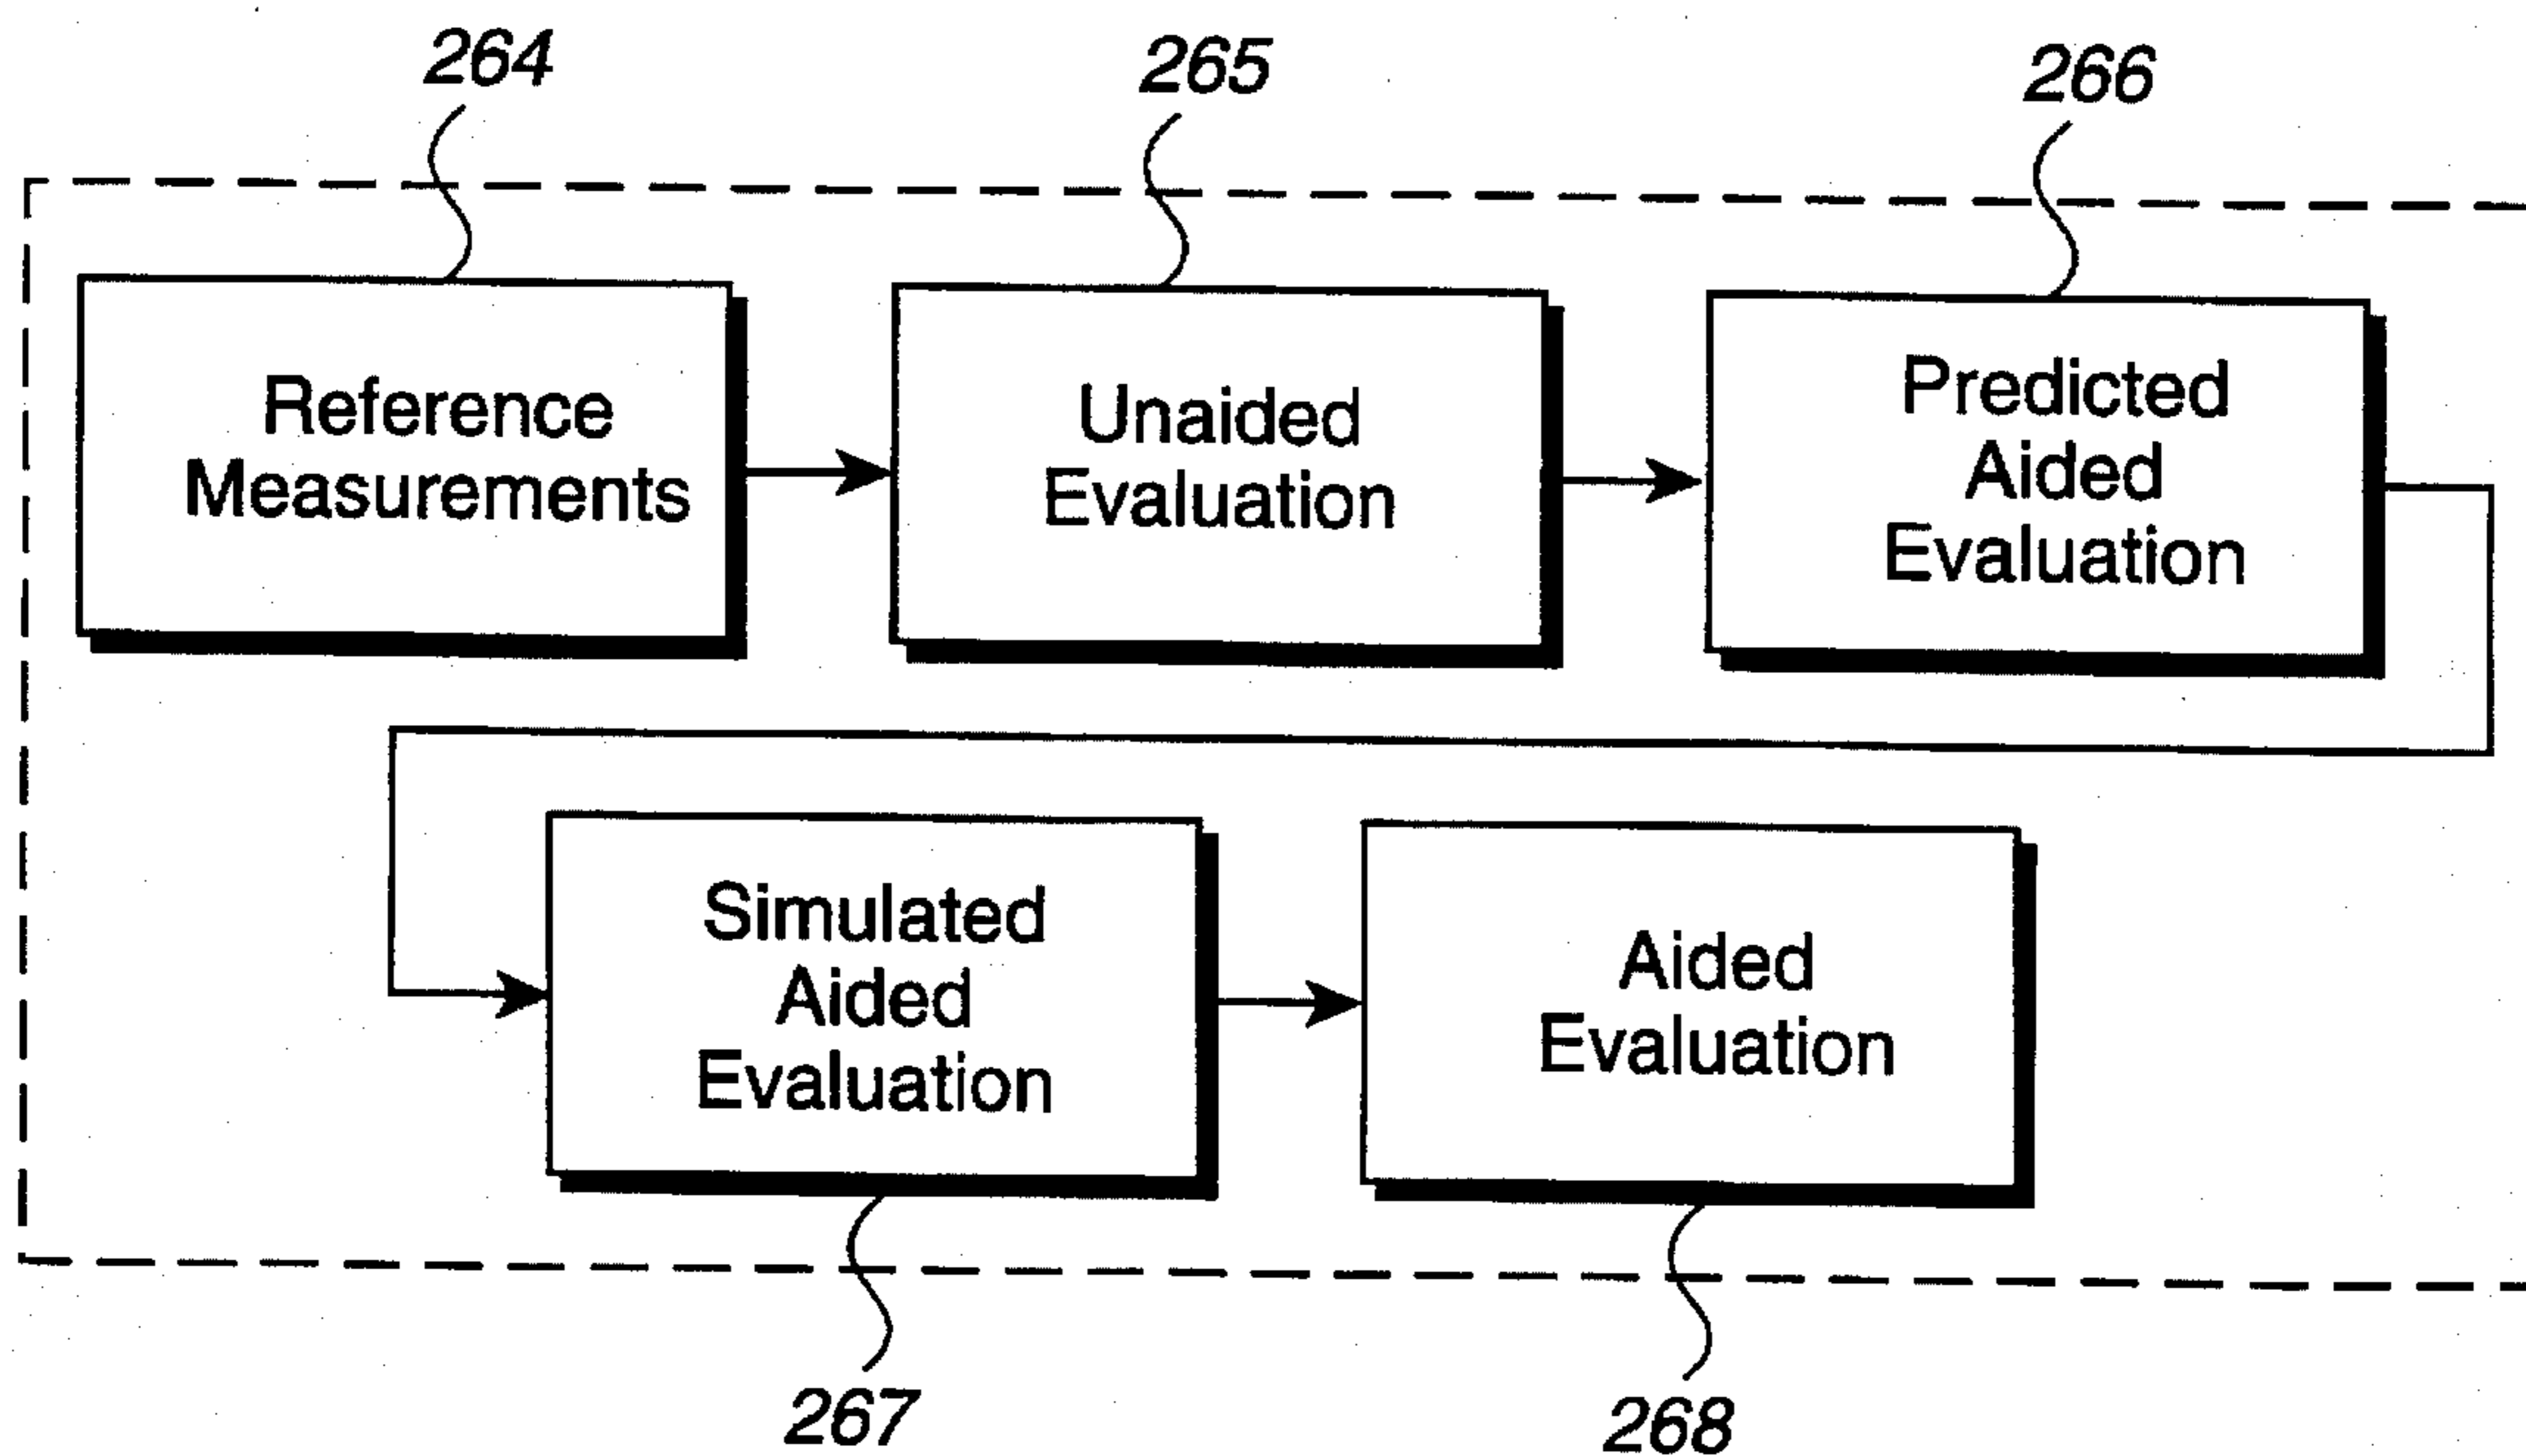 264
265
266
Reference
Measurements
Unaided
Evaluation
Predicted
Aided
Evaluation
Simulated
Aided
Evaluation
Aided
Evaluation
267
268